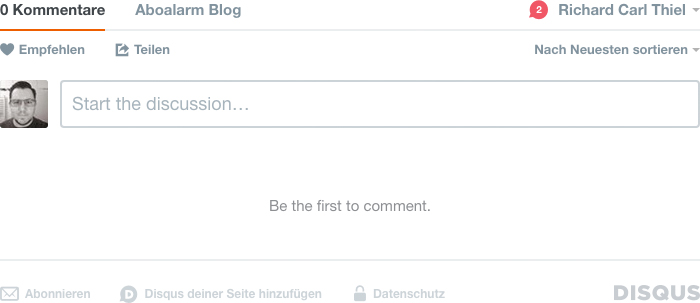 0 Kommentare Aboalarm Blog 2 Richard Carl Thiel
Empfehlen Teilen Nach Neuesten sortieren
Start the discussion…
Be the first to comment.
Abonnieren D Disqus deiner Seite hinzufügen Datenschutz DISQUS